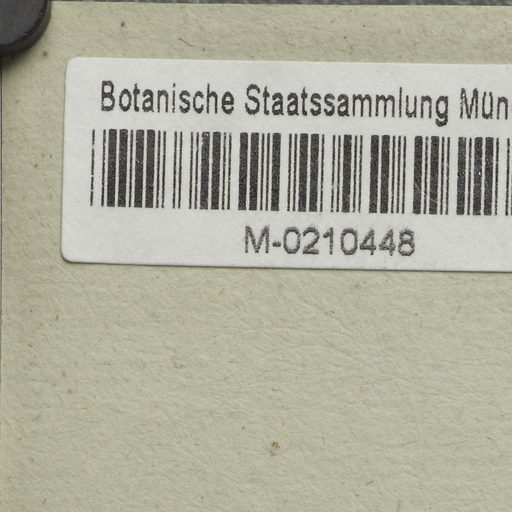 Botanische Staatssammlung Mün
M-0210448